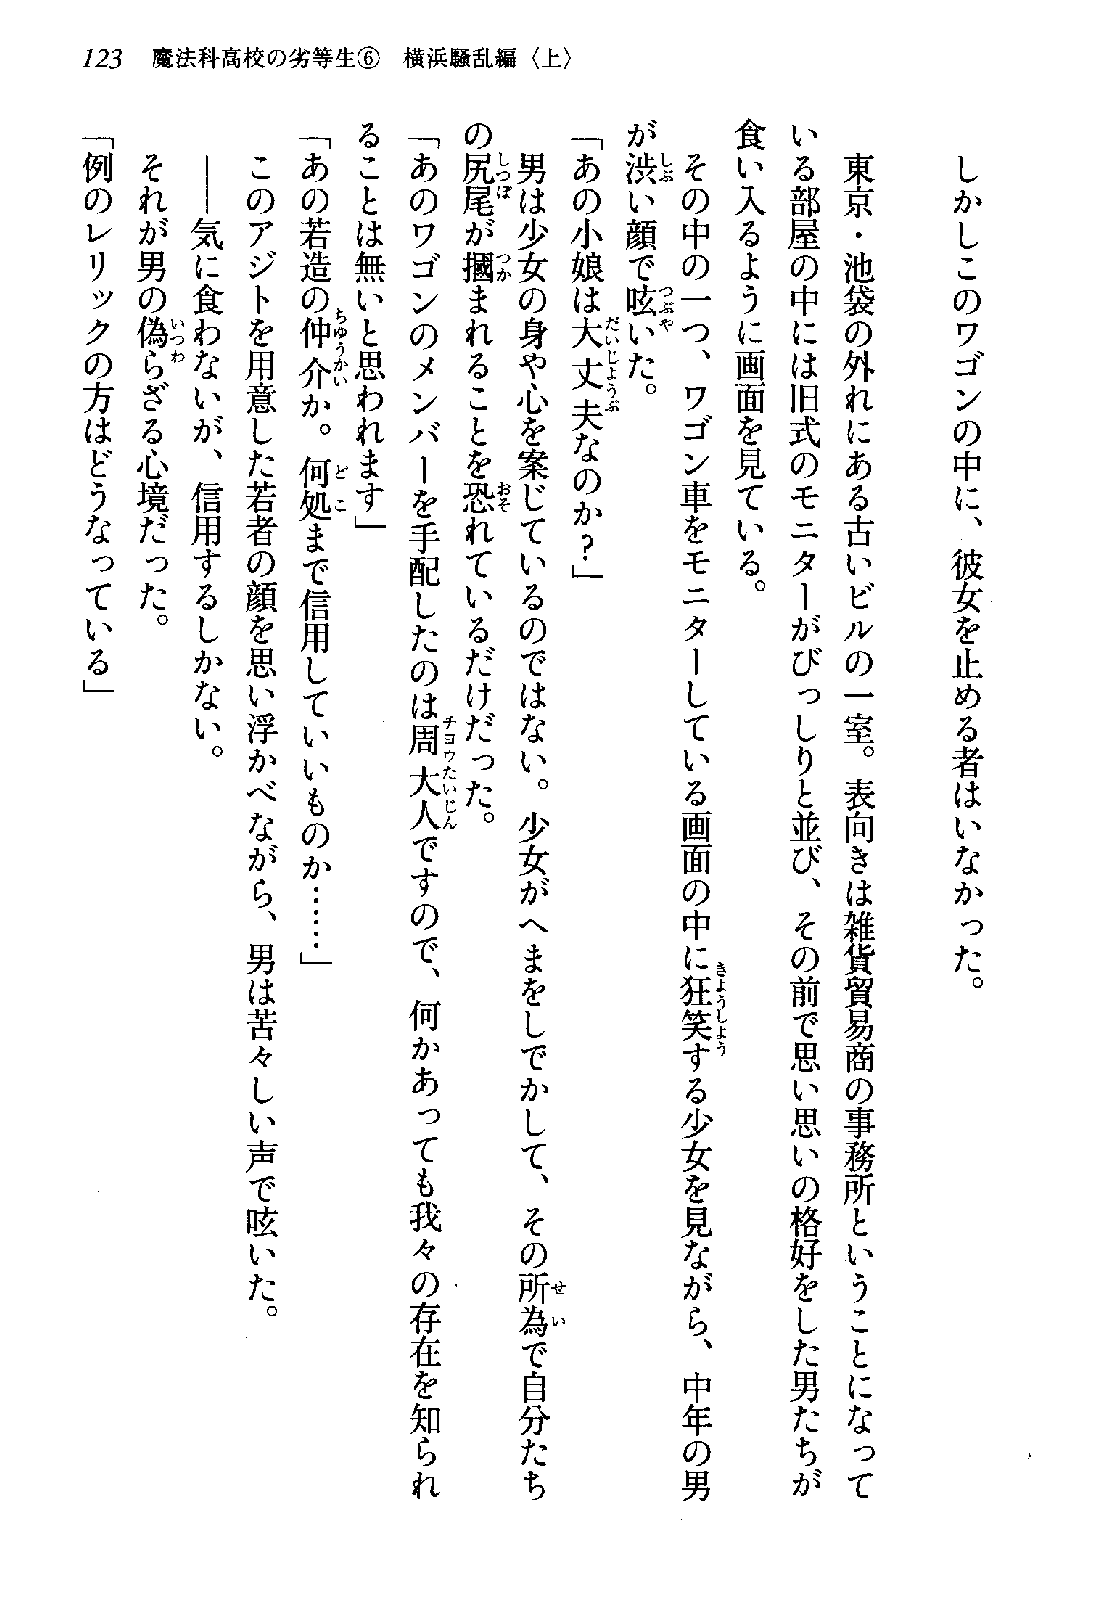 123　魔法科高校の劣等生⑥　横浜騒乱編〈上〉
しかしこのワゴンの中に、彼女を止める者はいなかった。
東京・池袋の外れにある古いビルの一室。表向きは雑貨貿易商の事務所ということになって
いる部屋の中には旧式のモニターがびっしりと並び、その前で思い思いの格好をした男たちが
食い入るように画面を見ている。
その中の一つ、ワゴン車をモニターしている画面の中に狂笑する少女を見ながら、中年の男
が渋い顔で呟いた。
「あの小娘は大丈夫なのか？」
男は少女の身や心を案じているのではない。少女がへまをしでかして、その所為で自分たち
の尻尾が摑まれることを恐れているだけだった。
「あのワゴンのメンバーを手配したのは周大人ですので、何かあっても我々の存在を知られ
ることは無いと思われます」
「あの若造の仲介か。何処まで信用していいものか……」
このアジトを用意した若者の顔を思い浮かべながら、男は苦々しい声で呟いた。
――気に食わないが、信用するしかない。
それが男の偽らざる心境だった。
「例のレリックの方はどうなっている」